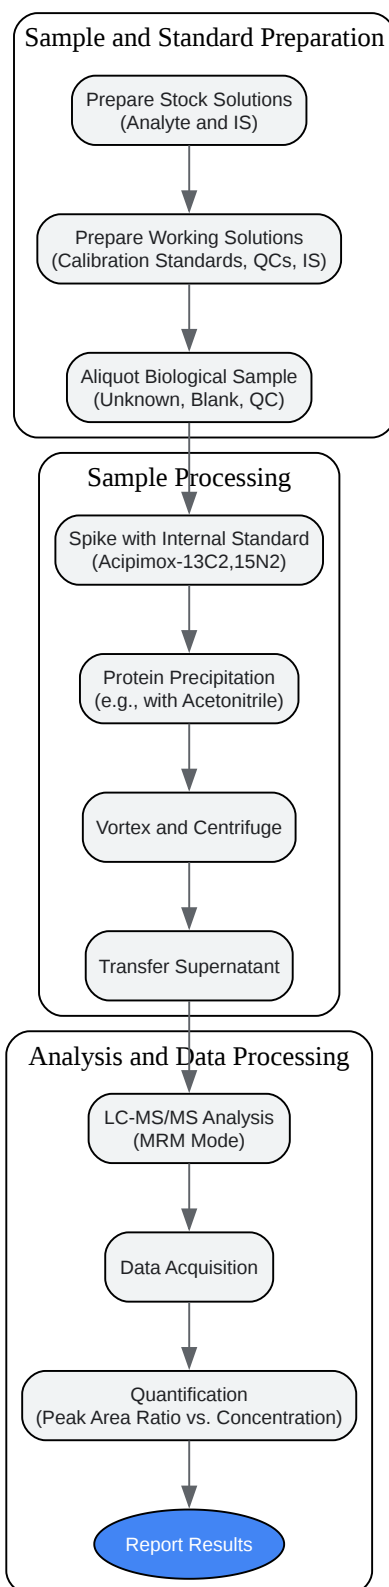 Sample and Standard Preparation
Prepare Stock Solutions
(Analyte and IS)
Prepare Working Solutions
(Calibration Standards, QCs, IS)
Aliquot Biological Sample
(Unknown, Blank, QC)
Sample Processing
Spike with Internal Standard
(Acipimox-13C2,15N2)
Protein Precipitation
(e.g., with Acetonitrile)
Vortex and Centrifuge
Transfer Supernatant
Analysis and Data Processing
LC-MS/MS Analysis
(MRM Mode)
Data Acquisition
Quantification
(Peak Area Ratio vs. Concentration)
Report Results